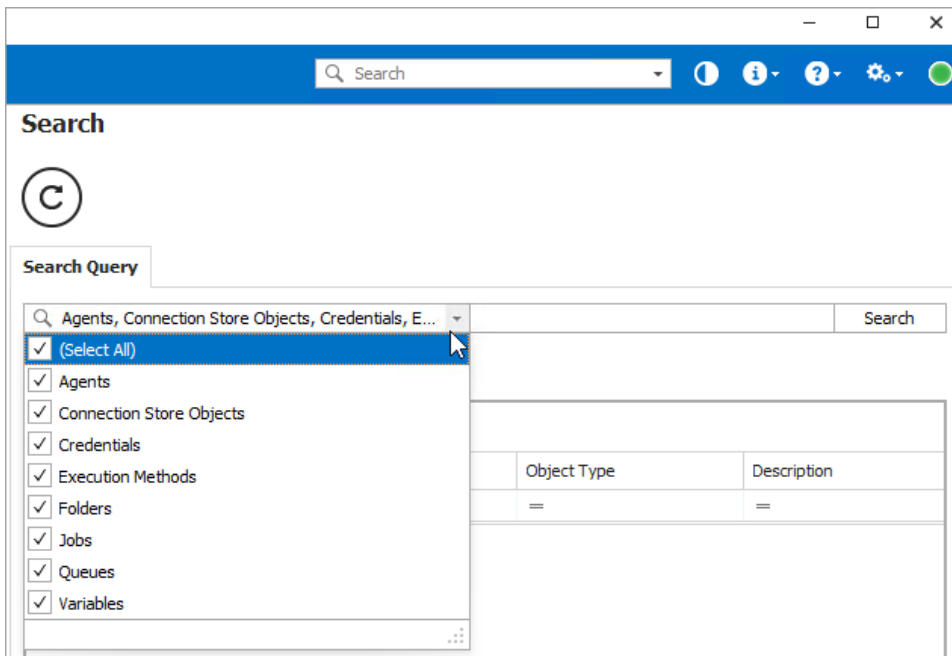 Search
Search
Search Query
Agents, Connection Store Objects, Credentials, E...
Search
(Select All)
Agents
Connection Store Objects
Credentials
Execution Methods
Folders
Jobs
Queues
Variables
Object Type
Description
=
=